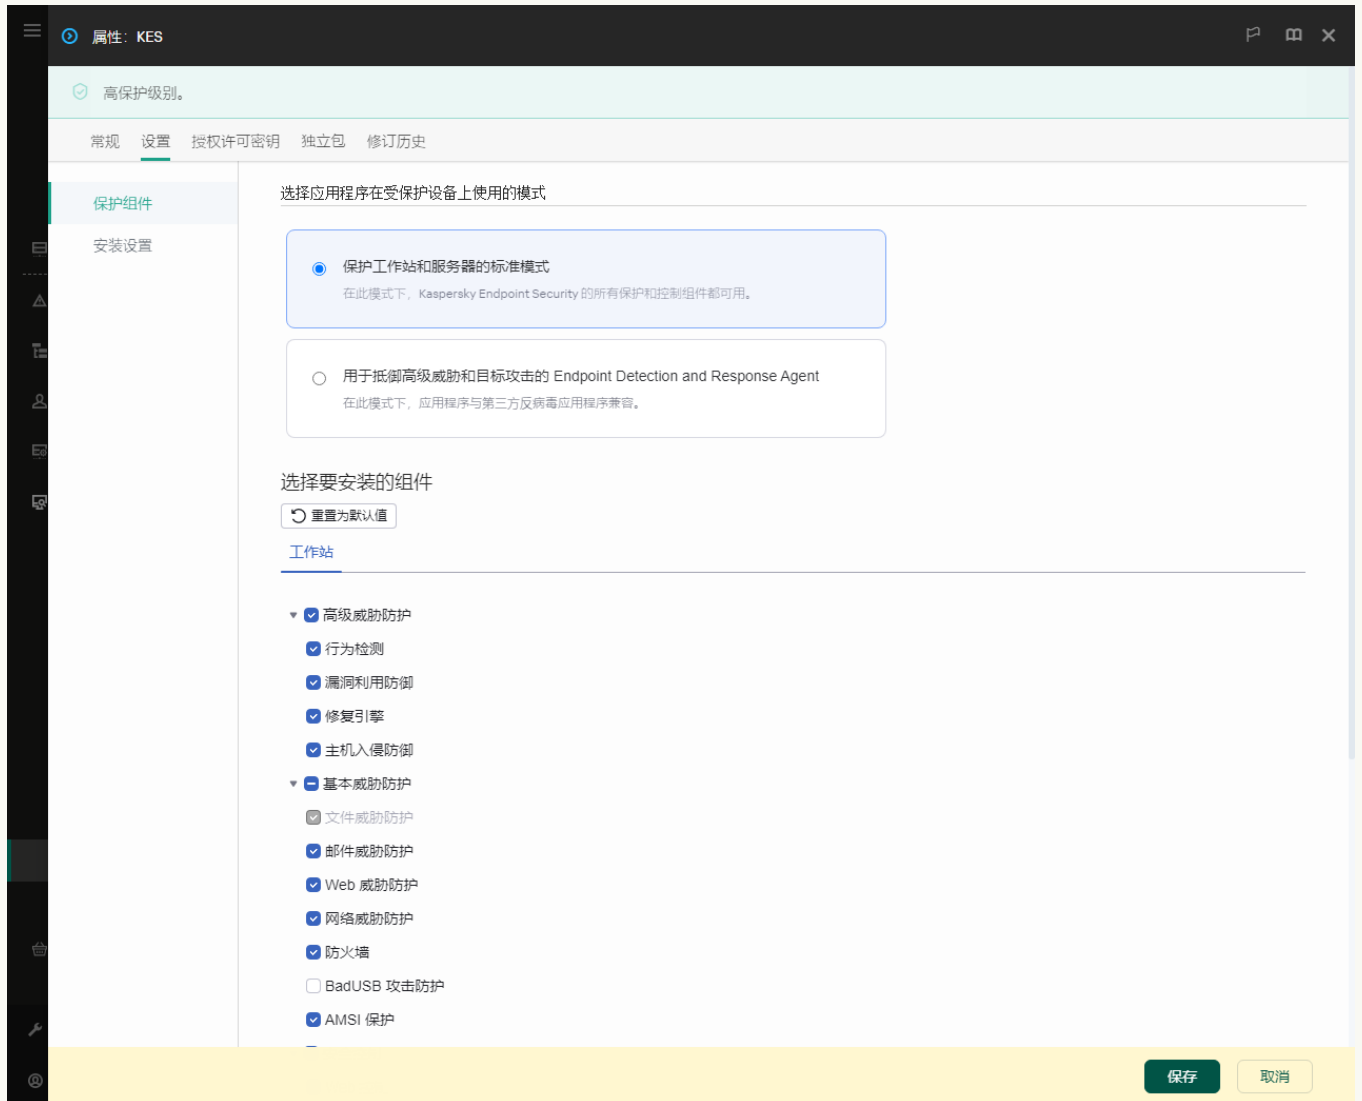 属性：KES
高保护级别。
常规 设置 授权许可密钥 独立包 修订历史
保护组件
安装设置
选择应用程序在受保护设备上使用的模式
保护工作站和服务器的标准模式
在此模式下，Kaspersky Endpoint Security 的所有保护和控制组件都可用。
用于抵御高级威胁和目标攻击的 Endpoint Detection and Response Agent
在此模式下，应用程序与第三方反病毒应用程序兼容。
选择要安装的组件
重置为默认值
工作站
高级威胁防护
行为检测
漏洞利用防御
修复引擎
主机入侵防御
基本威胁防护
文件威胁防护
邮件威胁防护
Web 威胁防护
网络威胁防护
防火墙
BadUSB 攻击防护
AMSI 保护
保存 取消